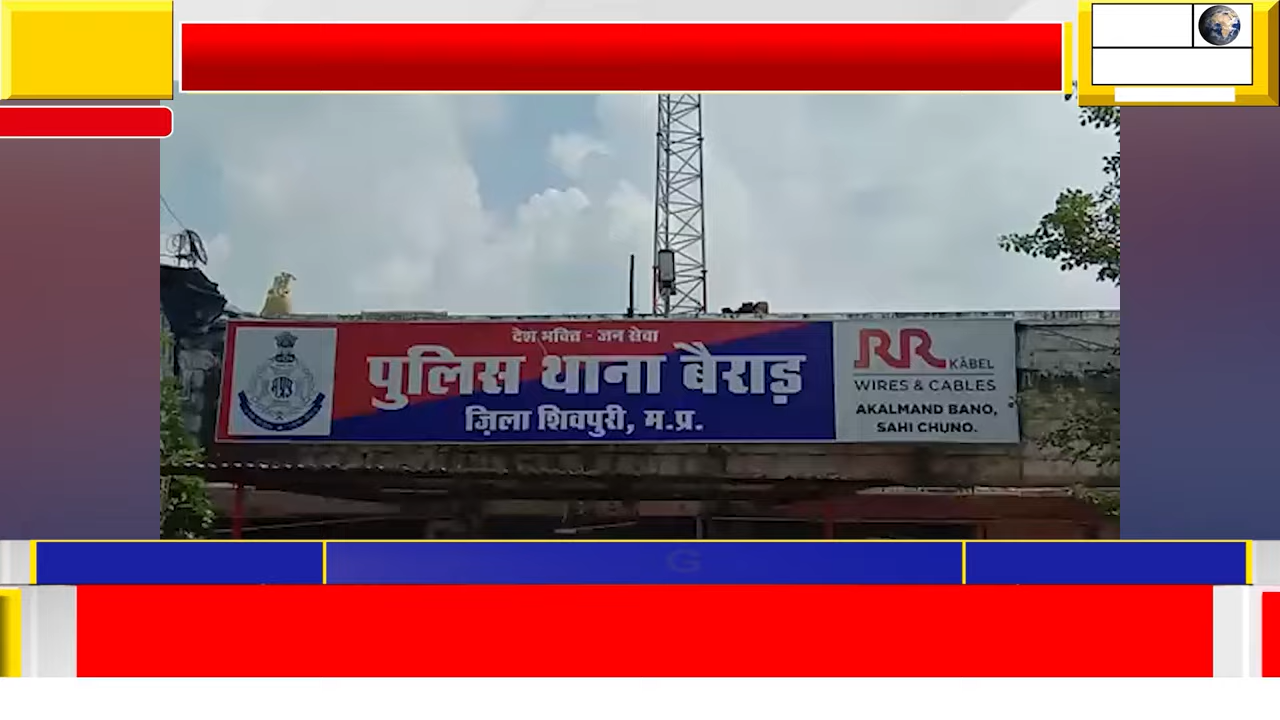 देश भक्ति - जन सेवा
पुलिस थाना बैराड़
ज़िला शिवपुरी, म.प्र.
RR KABEL
WIRES & CABLES
AKALMAND BANO,
SAHI CHUNO.
G